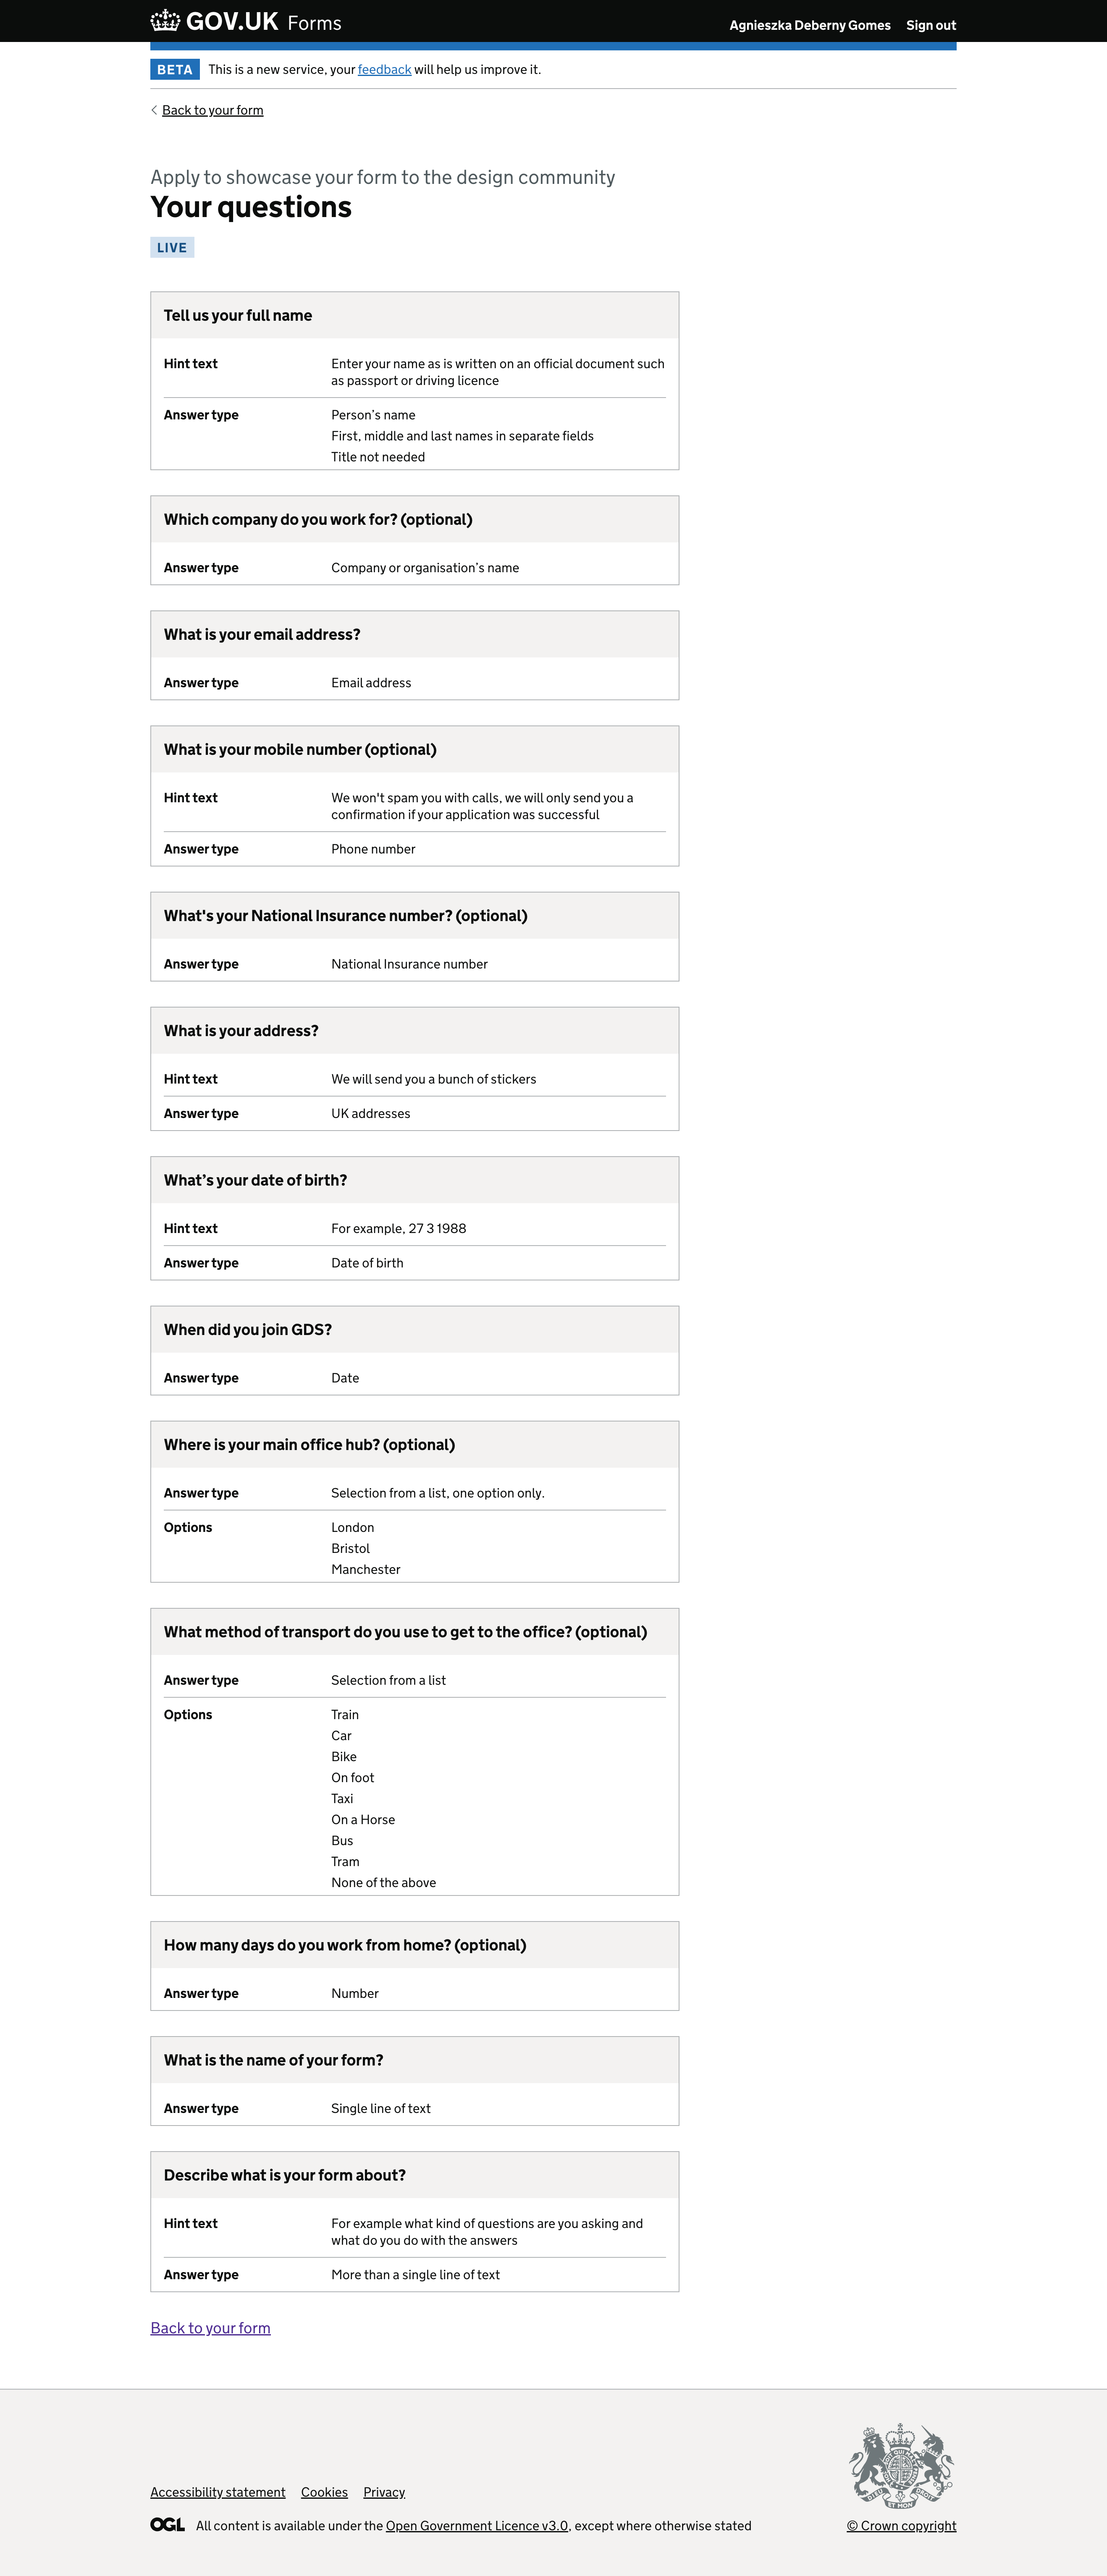 GOV.UK Forms
Agnieszka Deberny Gomes Sign out
BETA This is a new service, your feedback will help us improve it.
Back to your form
Apply to showcase your form to the design community
Your questions
LIVE
Tell us your full name
Hint text Enter your name as is written on an official document such
as passport or driving licence
Answer type Person’s name
First, middle and last names in separate fields
Title not needed
Which company do you work for? (optional)
Answer type Company or organisation’s name
What is your email address?
Answer type Email address
What is your mobile number (optional)
Hint text We won't spam you with calls, we will only send you a
confirmation if your application was successful
Answer type Phone number
What's your National Insurance number? (optional)
Answer type National Insurance number
What is your address?
Hint text We will send you a bunch of stickers
Answer type UK addresses
What’s your date of birth?
Hint text For example, 27 3 1988
Answer type Date of birth
When did you join GDS?
Answer type Date
Where is your main office hub? (optional)
Answer type Selection from a list, one option only.
Options London
Bristol
Manchester
What method of transport do you use to get to the office? (optional)
Answer type Selection from a list
Options Train
Car
Bike
On foot
Taxi
On a Horse
Bus
Tram
None of the above
How many days do you work from home? (optional)
Answer type Number
What is the name of your form?
Answer type Single line of text
Describe what is your form about?
Hint text For example what kind of questions are you asking and
what do you do with the answers
Answer type More than a single line of text
Back to your form
Accessibility statement Cookies Privacy
OGL All content is available under the Open Government Licence v3.0, except where otherwise stated
© Crown copyright